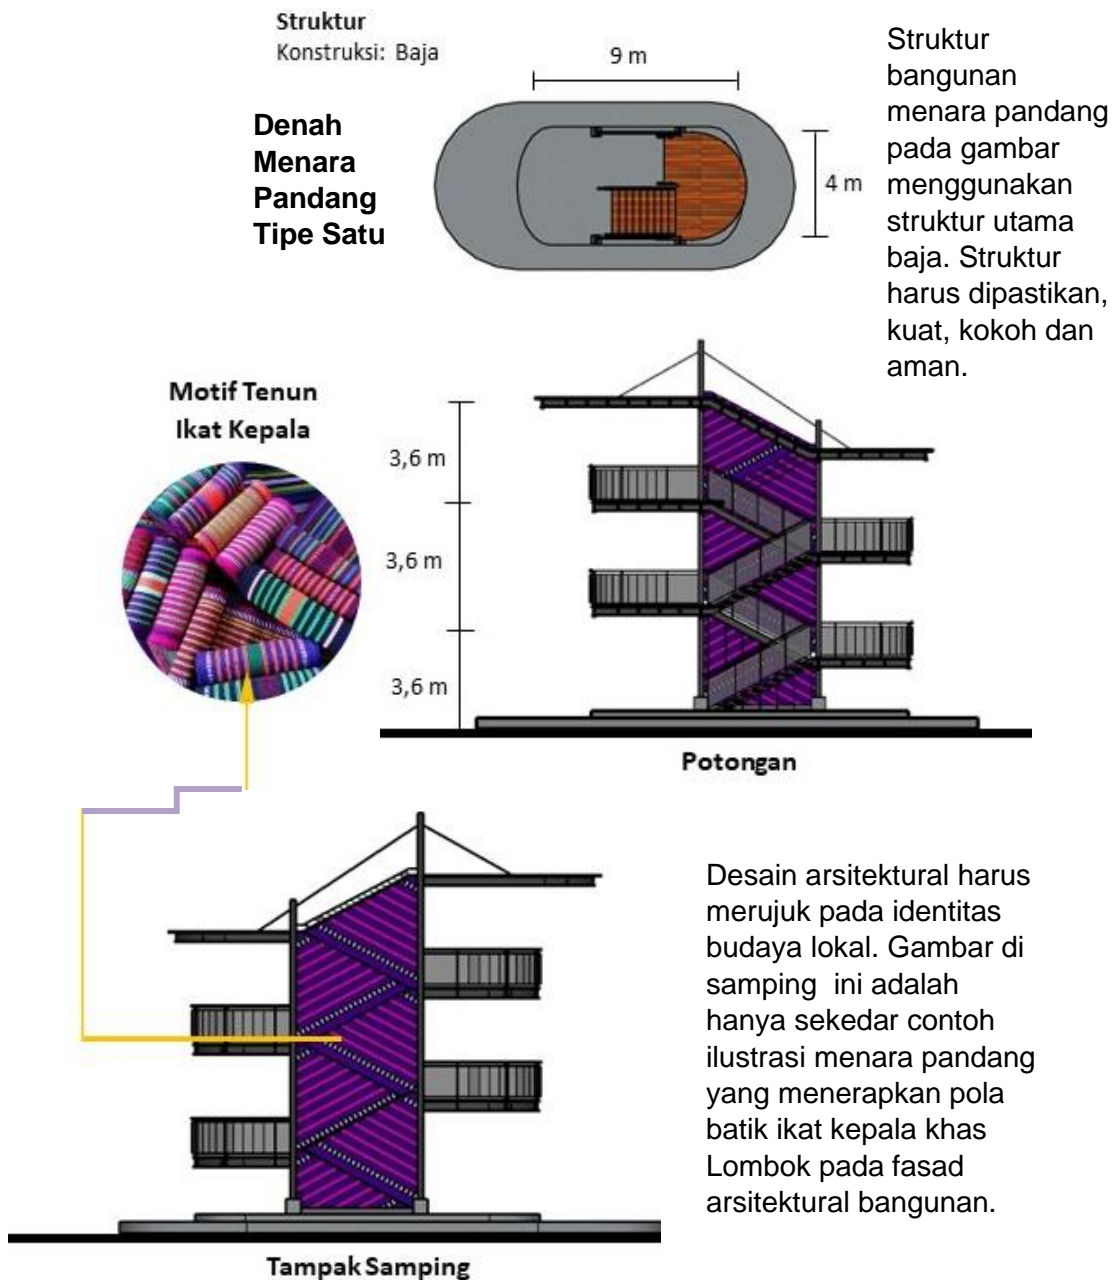 Struktur
Konstruksi: Baja
9 m
Denah
Menara
Pandang
Tipe Satu
4 m
Struktur
bangunan
menara pandang
pada gambar
menggunakan
struktur utama
baja. Struktur
harus dipastikan,
kuat, kokoh dan
aman.
Motif Tenun
Ikat Kepala
3,6 m
3,6 m
3,6 m
Potongan
Desain arsitektural harus
merujuk pada identitas
budaya lokal. Gambar di
samping ini adalah
hanya sekedar contoh
ilustrasi menara pandang
yang menerapkan pola
batik ikat kepala khas
Lombok pada fasad
arsitektural bangunan.
Tampak Samping